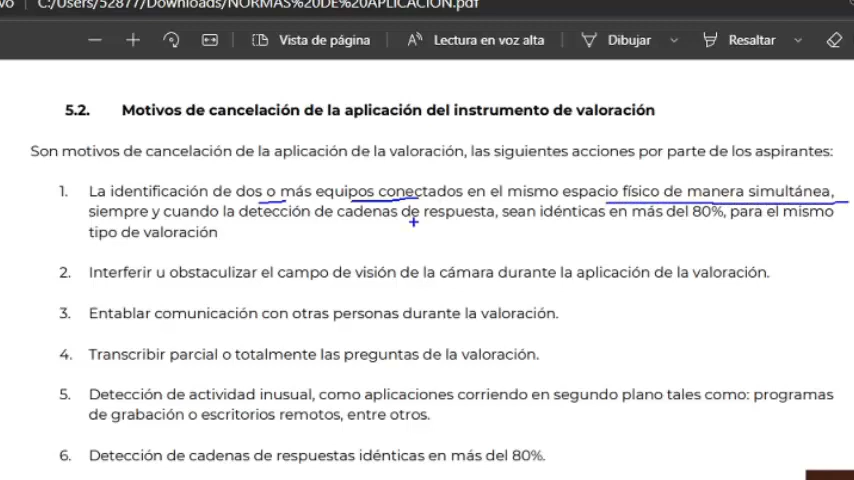 C:/Users/52877/Downloads/NORMAS%20DE%20APLICACION.pdf
Vista de página
Lectura en voz alta
Dibujar
Resaltar
5.2. Motivos de cancelación de la aplicación del instrumento de valoración
Son motivos de cancelación de la aplicación de la valoración, las siguientes acciones por parte de los aspirantes:
1. La identificación de dos o más equipos conectados en el mismo espacio físico de manera simultánea,
siempre y cuando la detección de cadenas de respuesta, sean idénticas en más del 80%, para el mismo
tipo de valoración
2. Interferir u obstaculizar el campo de visión de la cámara durante la aplicación de la valoración.
3. Entablar comunicación con otras personas durante la valoración.
4. Transcribir parcial o totalmente las preguntas de la valoración.
5. Detección de actividad inusual, como aplicaciones corriendo en segundo plano tales como: programas
de grabación o escritorios remotos, entre otros.
6. Detección de cadenas de respuestas idénticas en más del 80%.